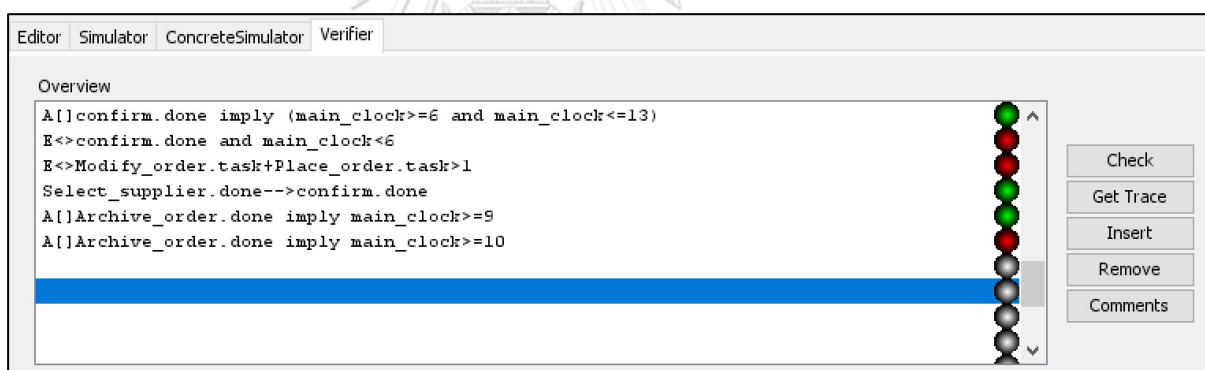 Editor Simulator ConcreteSimulator Verifier
Overview
A[]confirm.done imply (main_clock>=6 and main_clock<=13)
E<>confirm.done and main_clock<6
E<>Modify_order.task+Place_order.task>1
Select_supplier.done-->confirm.done
A[]Archive_order.done imply main_clock>=9
A[]Archive_order.done imply main_clock>=10
Check
Get Trace
Insert
Remove
Comments